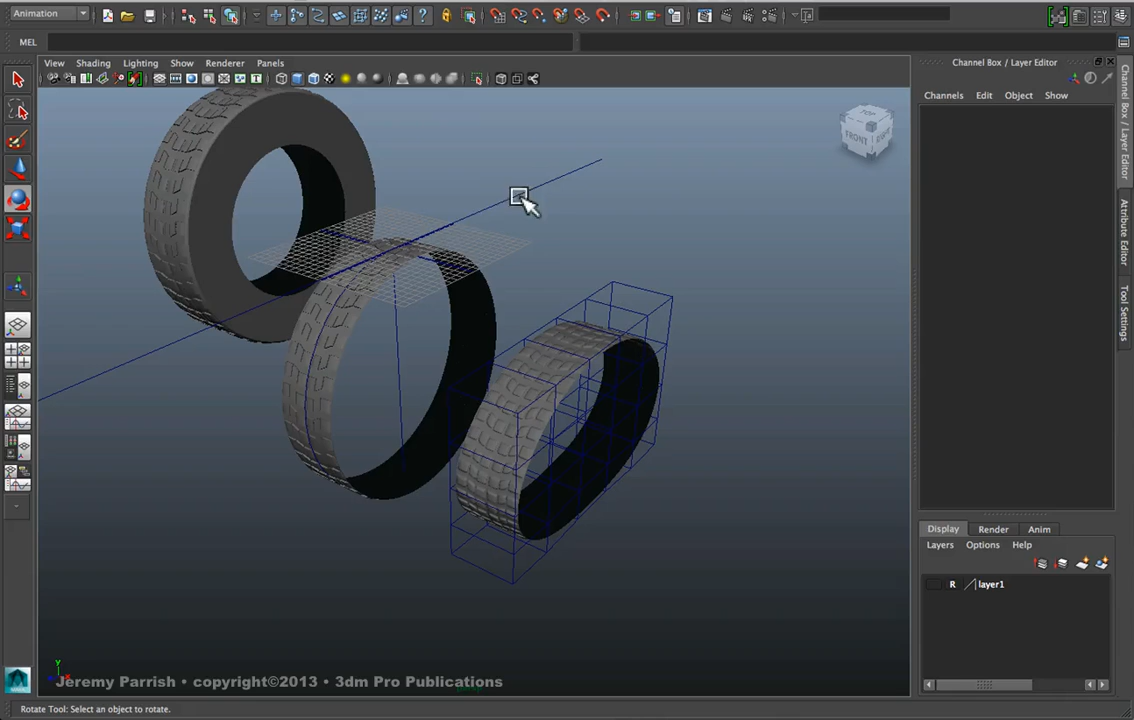 Animation
MEL
Channel Box / Layer Editor
View Shading Lighting Show Renderer Panels
Channels Edit Object Show
Channel Box / Layer Editor
Attribute Editor
Tool Settings
TOP
FRONT
Display Render Anim
Layers Options Help
R layer1
y
x
Jeremy Parrish • copyright©2013 • 3dm Pro Publications
Rotate Tool: Select an object to rotate.